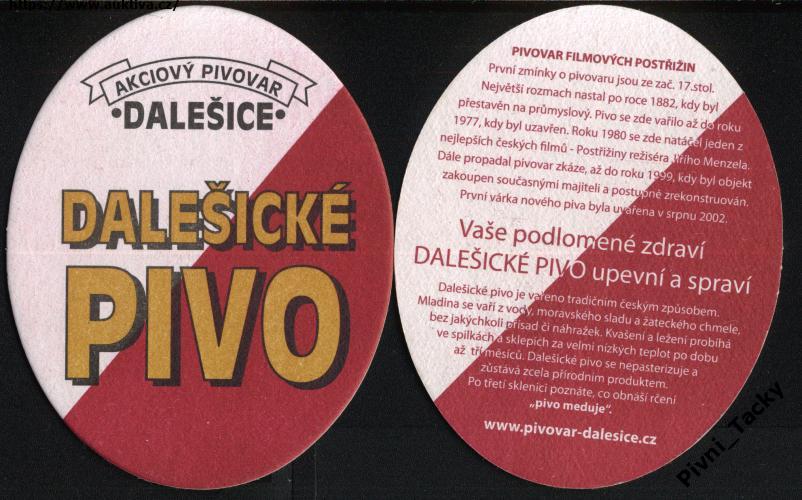 https://www.auktiva.cz/
AKCIOVÝ PIVOVAR
•DALEŠICE•
DALEŠICKÉ
PIVO
PIVOVAR FILMOVÝCH POSTŘIŽIN
První zmínky o pivovaru jsou ze zač. 17.stol.
Největší rozmach nastal po roce 1882, kdy byl
přestavěn na průmyslový. Pivo se zde vařilo až do roku
1977, kdy byl uzavřen. Roku 1980 se zde natáčel jeden z
nejlepších českých filmů - Postřižiny režiséra Jiřího Menzela.
Dále propadal pivovar zkáze, až do roku 1999, kdy byl objekt
zakoupen současnými majiteli a postupně zrekonstruován.
První várka nového piva byla uvařena v srpnu 2002.
Vaše podlomené zdraví
DALEŠICKÉ PIVO upevní a spraví
Dalešické pivo je vařeno tradičním českým způsobem.
Mladina se vaří z vody, moravského sladu a žateckého chmele,
bez jakýchkoli přísad či náhražek. Kvašení a ležení probíhá
ve spilkách a sklepích za velmi nízkých teplot po dobu
až tří měsíců. Dalešické pivo se nepasterizuje a
zůstává zcela přírodním produktem.
Po třetí sklenici poznáte, co obnáší rčení
„pivo meduje“.
www.pivovar-dalesice.cz
Pivni_Tacky